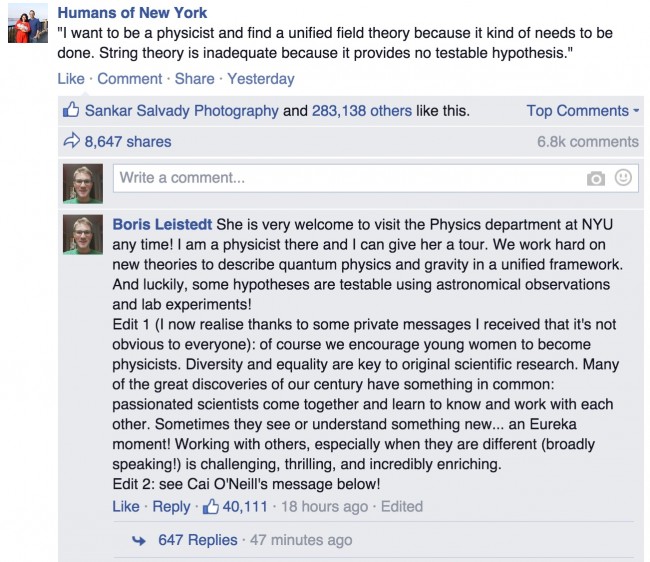 Humans of New York
"I want to be a physicist and find a unified field theory because it kind of needs to be
done. String theory is inadequate because it provides no testable hypothesis."
Like · Comment · Share · Yesterday
Sankar Salvady Photography and 283,138 others like this. Top Comments
8,647 shares 6.8k comments
Write a comment...
Boris Leistedt She is very welcome to visit the Physics department at NYU
any time! I am a physicist there and I can give her a tour. We work hard on
new theories to describe quantum physics and gravity in a unified framework.
And luckily, some hypotheses are testable using astronomical observations
and lab experiments!
Edit 1 (I now realise thanks to some private messages I received that it's not
obvious to everyone): of course we encourage young women to become
physicists. Diversity and equality are key to original scientific research. Many
of the great discoveries of our century have something in common:
passionated scientists come together and learn to know and work with each
other. Sometimes they see or understand something new... an Eureka
moment! Working with others, especially when they are different (broadly
speaking!) is challenging, thrilling, and incredibly enriching.
Edit 2: see Cai O'Neill's message below!
Like · Reply · 40,111 · 18 hours ago · Edited
647 Replies · 47 minutes ago